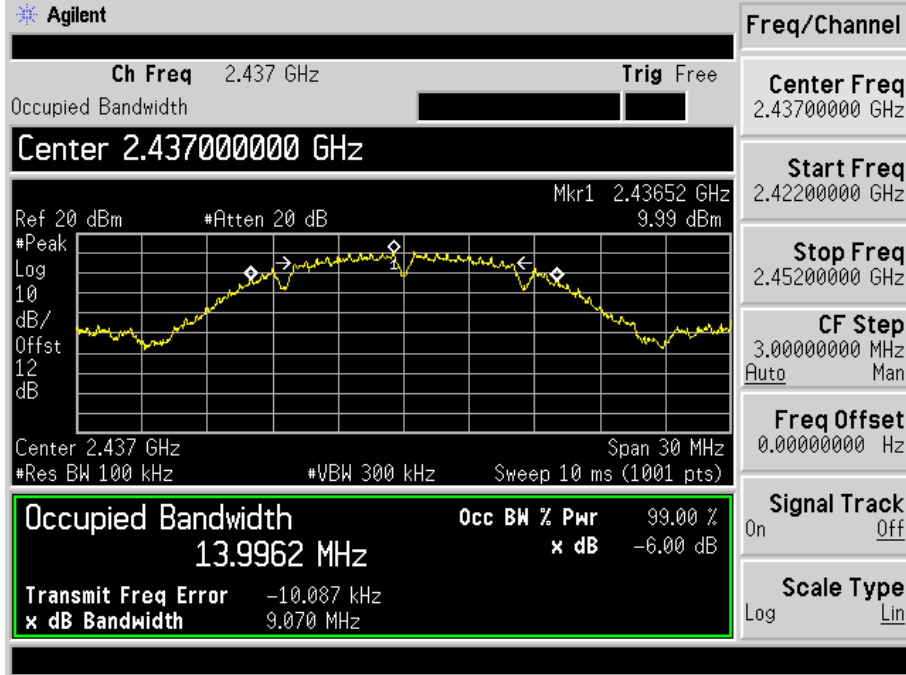 Agilent
Freq/Channel
Ch Freq 2.437 GHz Trig Free
Occupied Bandwidth
Center 2.437000000 GHz
Mkr1 2.43652 GHz
Ref 20 dBm #Atten 20 dB 9.99 dBm
#Peak
Log
10
dB/
Offst
12
dB
1
Center 2.437 GHz Span 30 MHz
#Res BW 100 kHz #VBW 300 kHz Sweep 10 ms (1001 pts)
Occupied Bandwidth
13.9962 MHz
Occ BW % Pwr 99.00 %
x dB -6.00 dB
Transmit Freq Error -10.087 kHz
x dB Bandwidth 9.070 MHz
Center Freq
2.43700000 GHz
Start Freq
2.42200000 GHz
Stop Freq
2.45200000 GHz
CF Step
3.00000000 MHz
Auto Man
Freq Offset
0.00000000 Hz
Signal Track
On Off
Scale Type
Log Lin